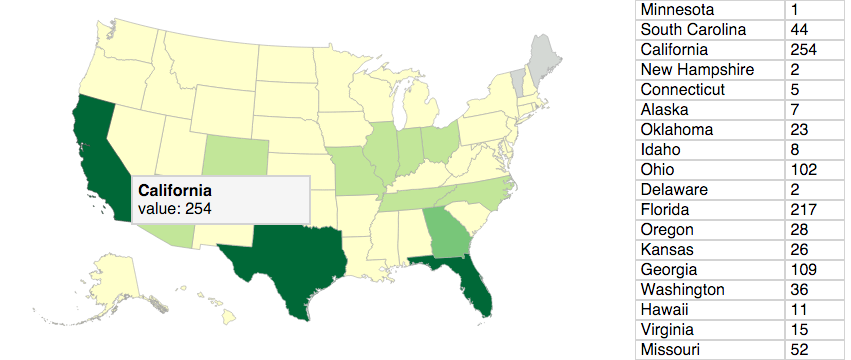 California
value: 254
Minnesota 1
South Carolina 44
California 254
New Hampshire 2
Connecticut 5
Alaska 7
Oklahoma 23
Idaho 8
Ohio 102
Delaware 2
Florida 217
Oregon 28
Kansas 26
Georgia 109
Washington 36
Hawaii 11
Virginia 15
Missouri 52